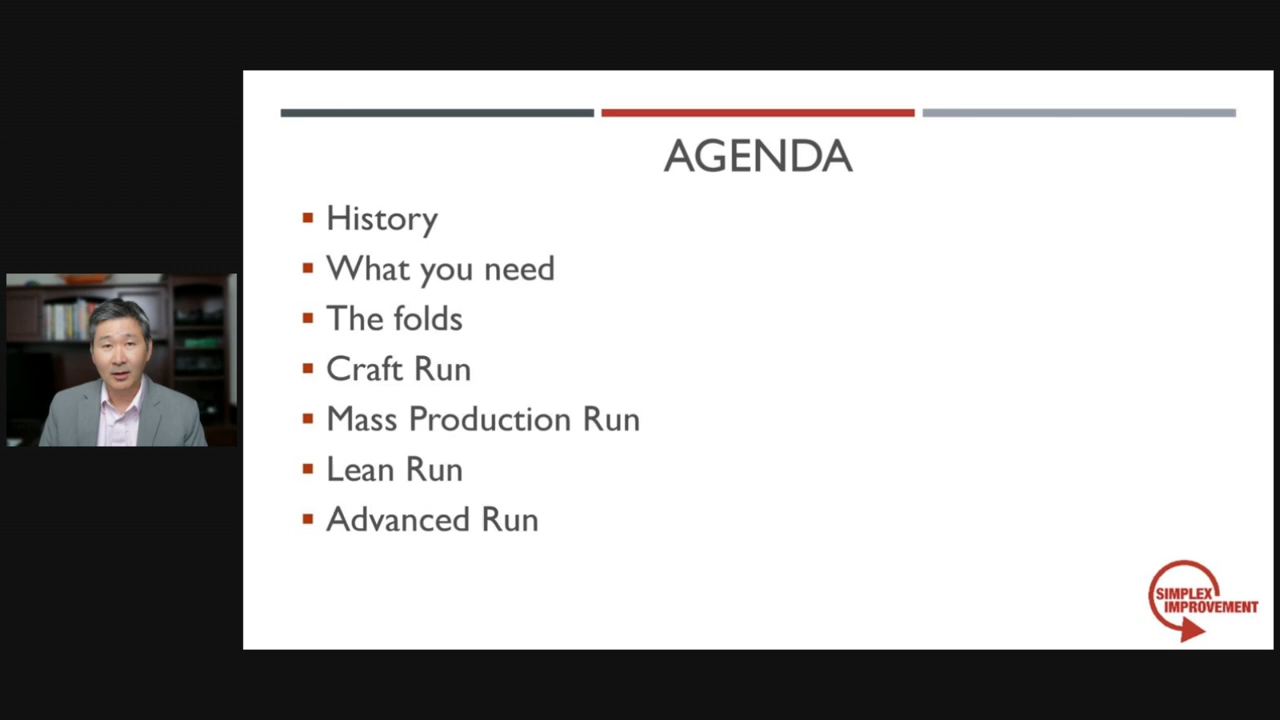 AGENDA
History
What you need
The folds
Craft Run
Mass Production Run
Lean Run
Advanced Run
SIMPLEX
IMPROVEMENT